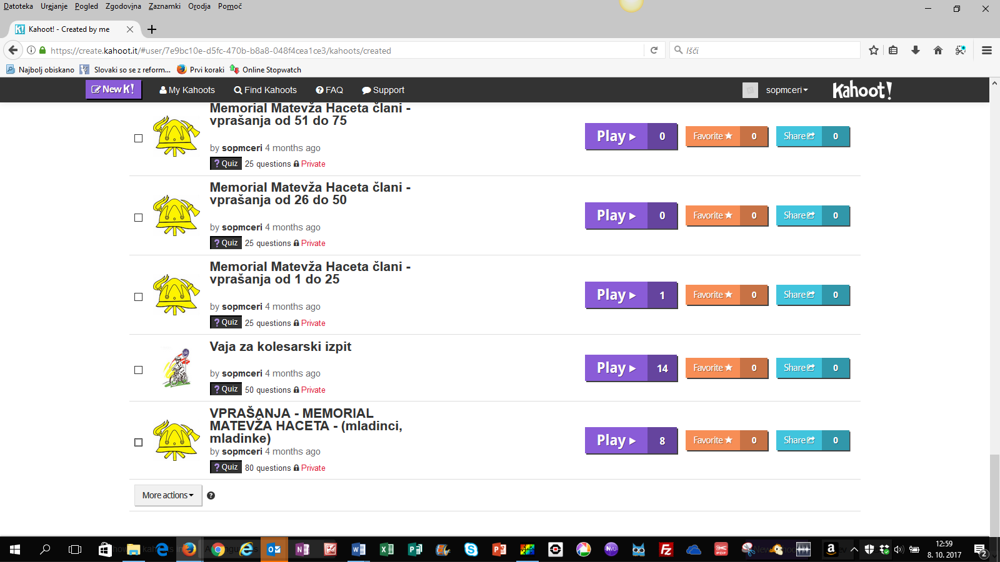 Datoteka Urejanje Pogled Zgodovina Zaznamki Orodja Pomoč
K! Kahoot! - Created by me
https://create.kahoot.it/#user/7e9bc10e-d5fc-470b-b8a8-048f4cea1ce3/kahoots/created
Išči
Najbolj obiskano Slovaki so se z reform... Prvi koraki Online Stopwatch
New K! My Kahoots Find Kahoots FAQ Support sopmceri Kahoot!
Memorial Matevža Haceta člani -
vprašanja od 51 do 75
by sopmceri 4 months ago
Quiz 25 questions Private
Play 0 Favorite 0 Share 0
Memorial Matevža Haceta člani -
vprašanja od 26 do 50
by sopmceri 4 months ago
Quiz 25 questions Private
Play 0 Favorite 0 Share 0
Memorial Matevža Haceta člani -
vprašanja od 1 do 25
by sopmceri 4 months ago
Quiz 25 questions Private
Play 1 Favorite 0 Share 0
Vaja za kolesarski izpit
by sopmceri 4 months ago
Quiz 50 questions Private
Play 14 Favorite 0 Share 0
VPRAŠANJA - MEMORIAL
MATEVŽA HACETA - (mladinci,
mladinke)
by sopmceri 4 months ago
Quiz 80 questions Private
Play 8 Favorite 0 Share 0
More actions
12:59
8. 10. 2017
2